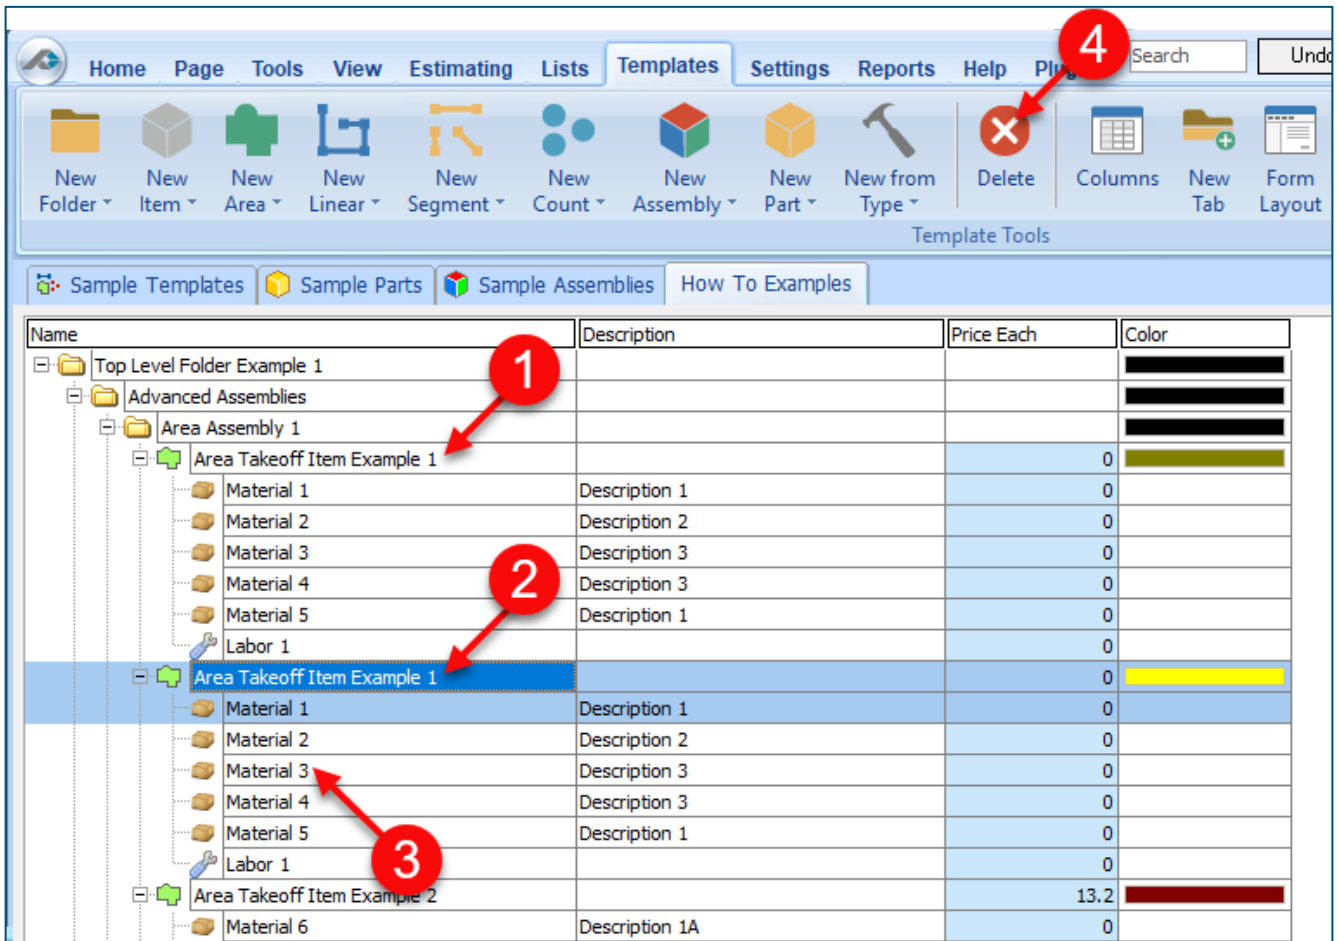 4
Search
Undo
Home Page Tools View Estimating Lists Templates Settings Reports Help Plug
New Folder
New Item
New Area
New Linear
New Segment
New Count
New Assembly
New Part
New from Type
Delete
Columns
New Tab
Form Layout
Template Tools
Sample Templates Sample Parts Sample Assemblies How To Examples
Name Description Price Each Color
Top Level Folder Example 1
1
Advanced Assemblies
Area Assembly 1
Area Takeoff Item Example 1 0
Material 1 Description 1 0
Material 2 Description 2 0
Material 3 Description 3 0
2
Material 4 Description 3 0
Material 5 Description 1 0
Labor 1 0
Area Takeoff Item Example 1 0
Material 1 Description 1 0
Material 2 Description 2 0
Material 3 Description 3 0
Material 4 Description 3 0
Material 5 Description 1 0
3
Labor 1 0
Area Takeoff Item Example 2 13.2
Material 6 Description 1A 0